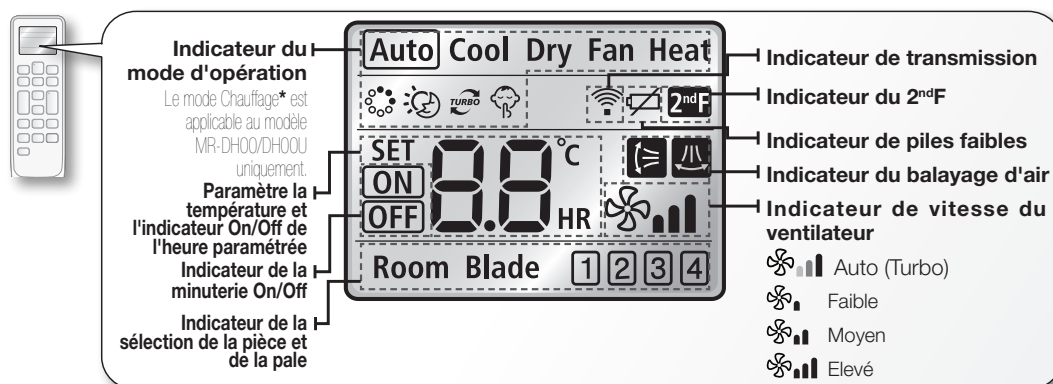 Indicateur du
mode d'opération
Le mode Chauffage* est
applicable au modèle
MR-DH00/DH00U
uniquement.
Paramètre la
température et
l'indicateur On/Off de
l'heure paramétrée
Indicateur de la
minuterie On/Off
Indicateur de la
sélection de la pièce et
de la pale
Auto Cool Dry Fan Heat
TURBO 2ndF
SET 8.8 °C
ON
OFF HR
Room Blade 1 2 3 4
Indicateur de transmission
Indicateur du 2ndF
Indicateur de piles faibles
Indicateur du balayage d'air
Indicateur de vitesse du
ventilateur
Auto (Turbo)
Faible
Moyen
Elevé